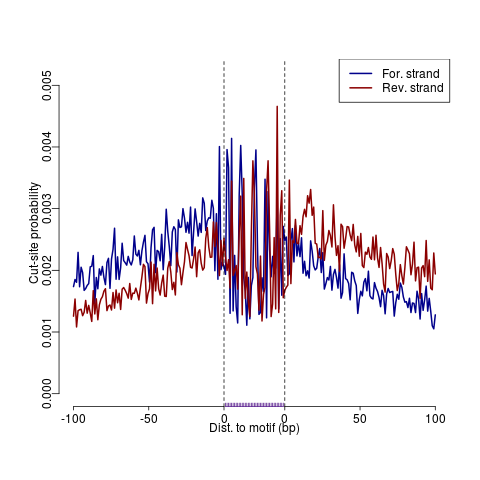 For. strand
Rev. strand
Cut-site probability
0.005
0.004
0.003
0.002
0.001
0.000
-100 -50 0 0 50 100
Dist. to motif (bp)